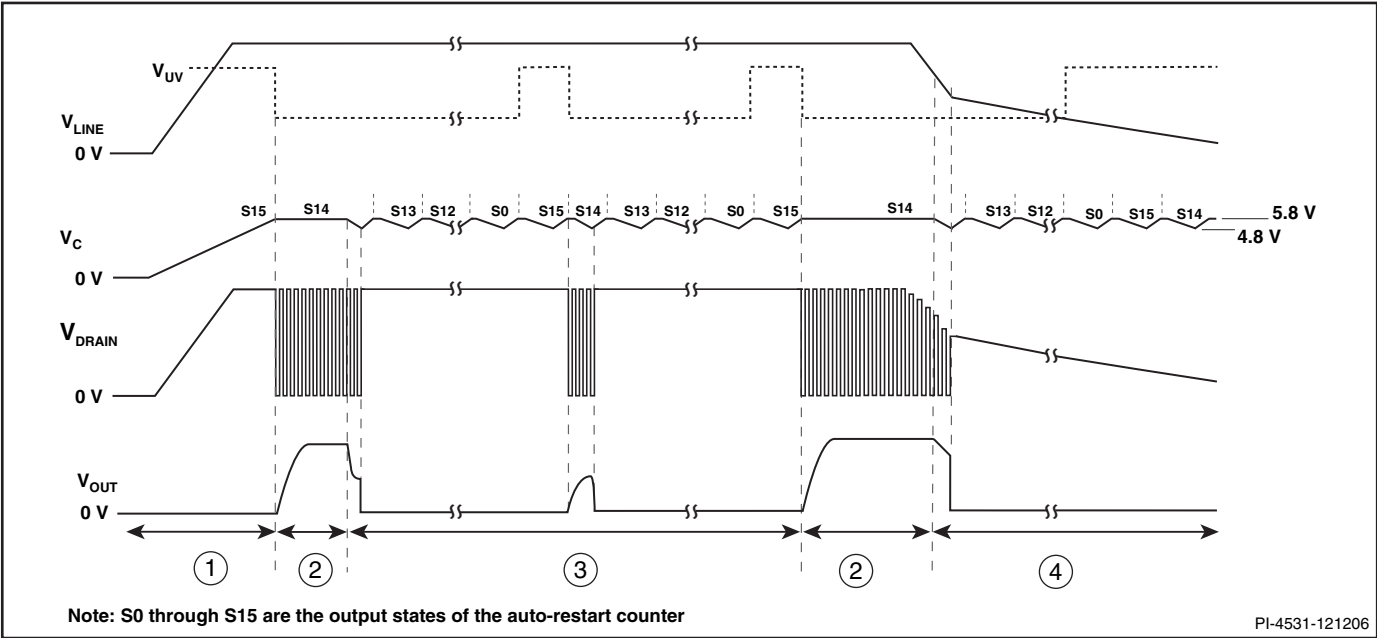 V_UV
V_LINE
0 V
S15 S14 S13 S12 S0 S15 S14 S13 S12 S0 S15 S14 S13 S12 S0 S15 S14
5.8 V
4.8 V
V_C
0 V
V_DRAIN
0 V
V_OUT
0 V
1 2 3 2 4
Note: S0 through S15 are the output states of the auto-restart counter
PI-4531-121206